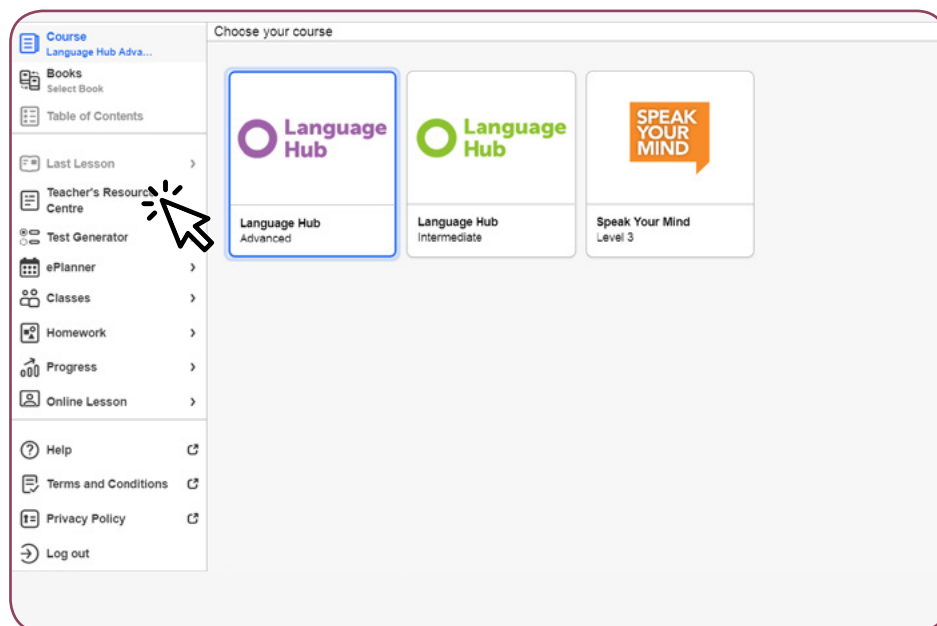 Course
Language Hub Adva...
Books
Select Book
Table of Contents
Last Lesson
Teacher's Resource
Centre
Test Generator
ePlanner
Classes
Homework
Progress
Online Lesson
Help
Terms and Conditions
Privacy Policy
Log out
Choose your course
Language
Hub
Language Hub
Advanced
Language
Hub
Language Hub
Intermediate
SPEAK
YOUR
MIND
Speak Your Mind
Level 3